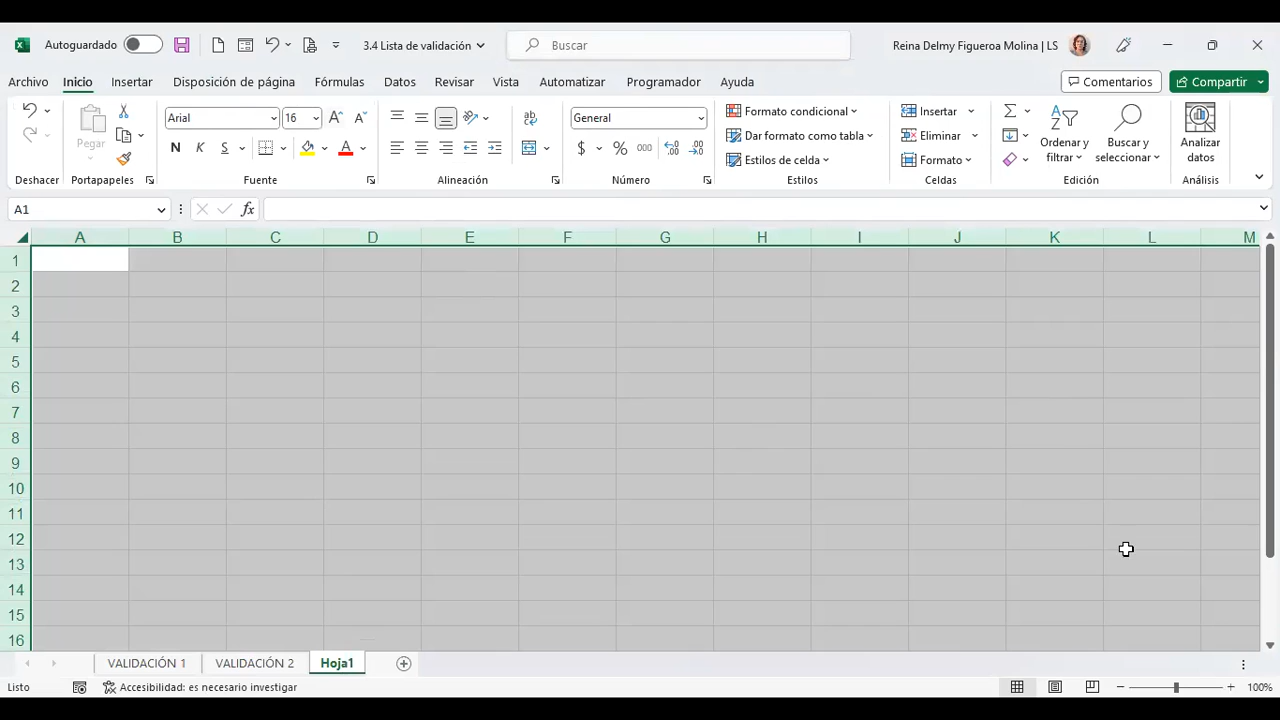 Autoguardado 3.4 Lista de validación Buscar Reina Delmy Figueroa Molina | LS
Archivo Inicio Insertar Disposición de página Fórmulas Datos Revisar Vista Automatizar Programador Ayuda Comentarios Compartir
Pegar
Arial 16
N K S
General
$ % 000
Formato condicional
Dar formato como tabla
Estilos de celda
Insertar
Eliminar
Formato
Ordenar y filtrar
Buscar y seleccionar
Analizar datos
Deshacer Portapapeles Fuente Alineación Número Estilos Celdas Edición Análisis
A1 fx
A B C D E F G H I J K L M
1
2
3
4
5
6
7
8
9
10
11
12
13
14
15
16
VALIDACIÓN 1 VALIDACIÓN 2 Hoja1
Listo Accesibilidad: es necesario investigar 100%